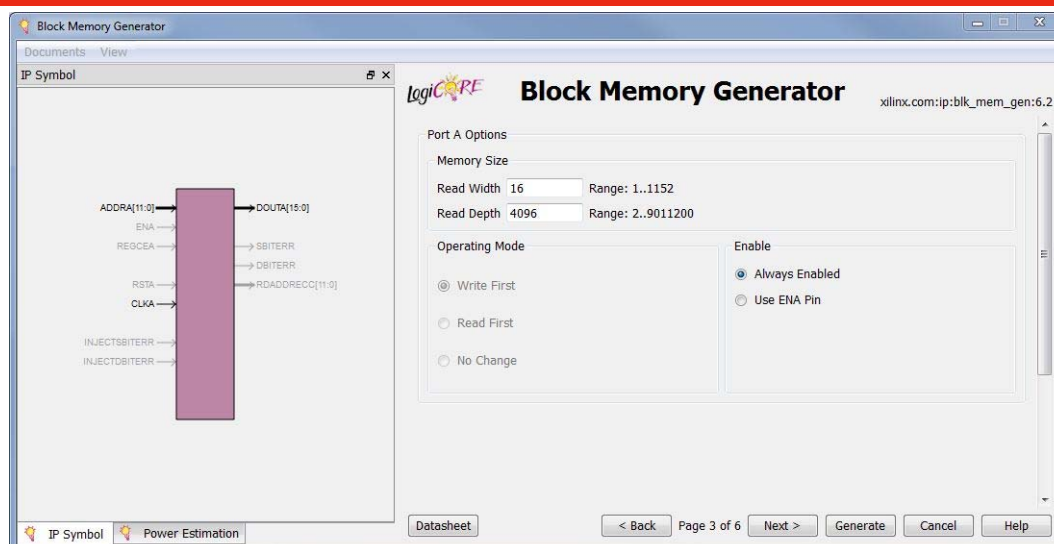 Block Memory Generator
Documents View
IP Symbol
ADDRA[11:0]
DOUTA[15:0]
ENA
REGCEA
SBITERR
DBITERR
RSTA
RDADDRECC[11:0]
CLKA
INJECTSBITERR
INJECTDBITERR
IP Symbol
Power Estimation
logiCORE
Block Memory Generator
xilinx.com:ip:blk_mem_gen:6.2
Port A Options
Memory Size
Read Width 16 Range: 1..1152
Read Depth 4096 Range: 2..9011200
Operating Mode
Write First
Read First
No Change
Enable
Always Enabled
Use ENA Pin
Datasheet
< Back Page 3 of 6 Next > Generate Cancel Help